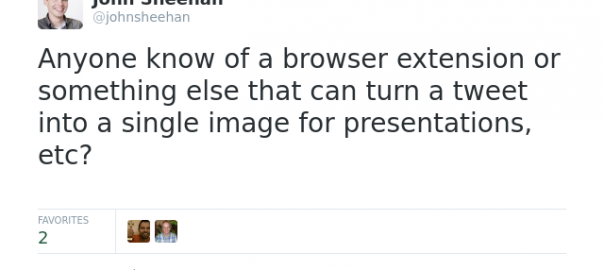 John Sheehan
@johnsheehan
Anyone know of a browser extension or
something else that can turn a tweet
into a single image for presentations,
etc?
FAVORITES
2